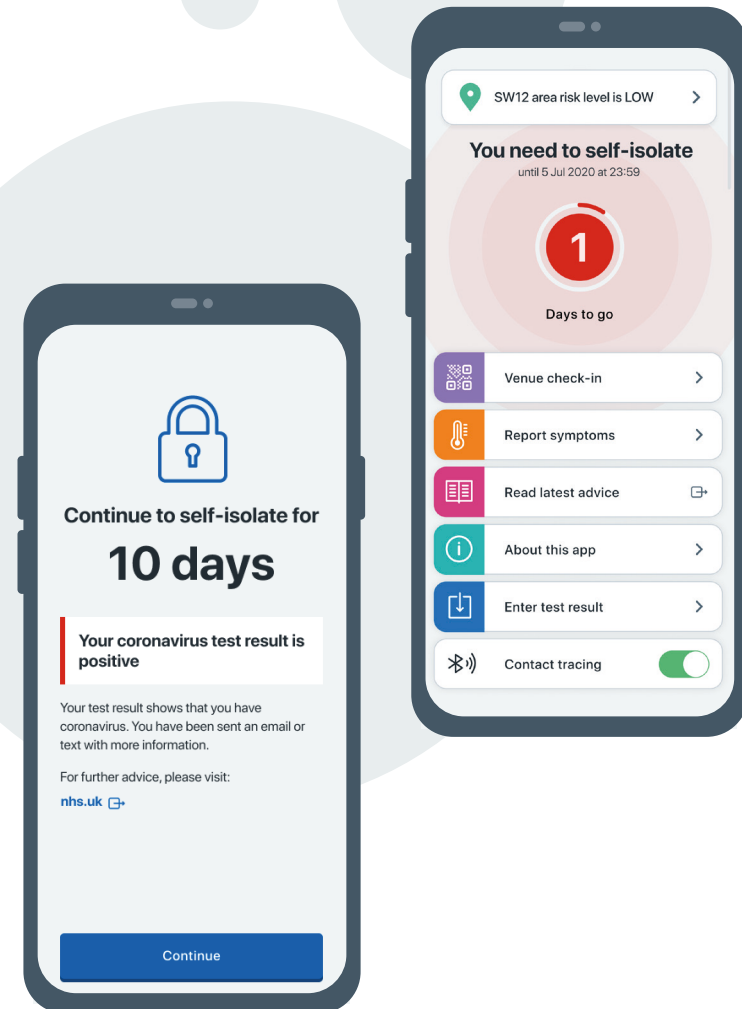 SW12 area risk level is LOW
You need to self-isolate
until 5 Jul 2020 at 23:59
1
Days to go
Venue check-in
Report symptoms
Read latest advice
About this app
Enter test result
Contact tracing
Continue to self-isolate for
10 days
Your coronavirus test result is
positive
Your test result shows that you have
coronavirus. You have been sent an email or
text with more information.
For further advice, please visit:
nhs.uk
Continue